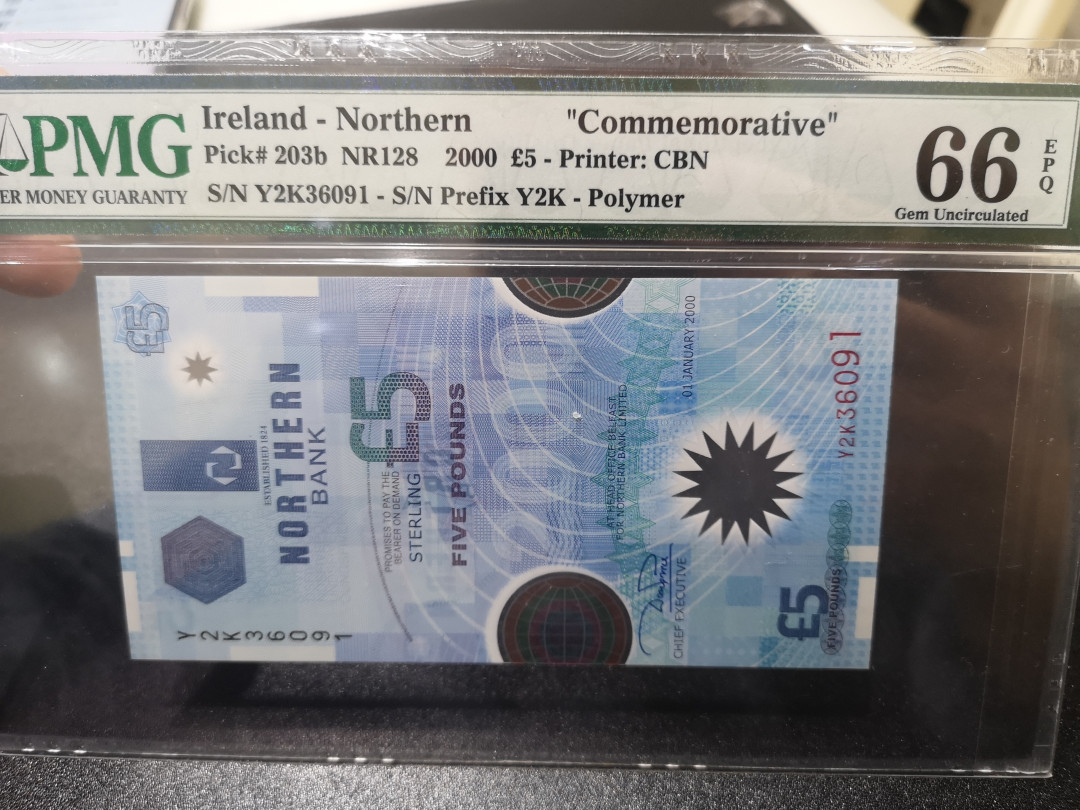 PMG
ER MONEY GUARANTY
Ireland - Northern "Commemorative"
Pick# 203b NR128 2000 £5 - Printer: CBN
S/N Y2K36091 - S/N Prefix Y2K - Polymer
66
EPQ
Gem Uncirculated
£5
ESTABLISHED 1824
NORTHERN
BANK
Y2K36091
PROMISES TO PAY THE
BEARER ON DEMAND
£5
STERLING
FIVE POUNDS
2000
AT HEAD OFFICE BELFAST
FOR NORTHERN BANK LIMITED
CHIEF EXECUTIVE
01 JANUARY 2000
Y2K36091
£5
FIVE POUNDS